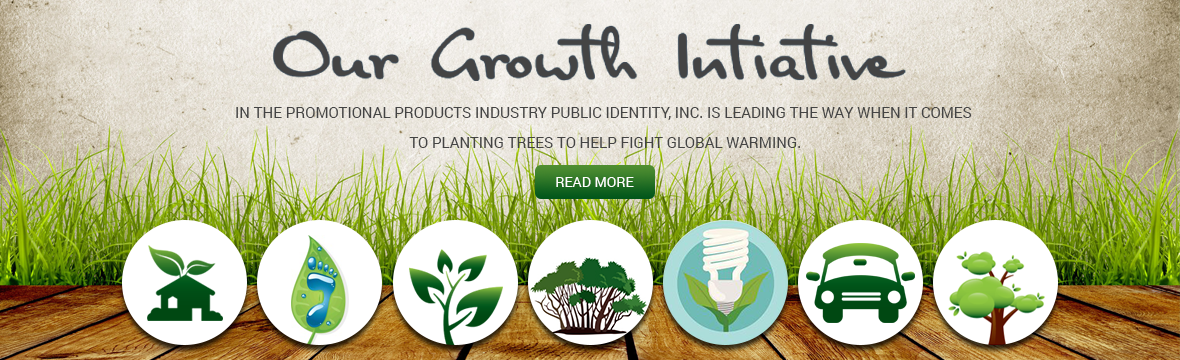 Our Growth Intiative
IN THE PROMOTIONAL PRODUCTS INDUSTRY PUBLIC IDENTITY, INC. IS LEADING THE WAY WHEN IT COMES
TO PLANTING TREES TO HELP FIGHT GLOBAL WARMING.
READ MORE